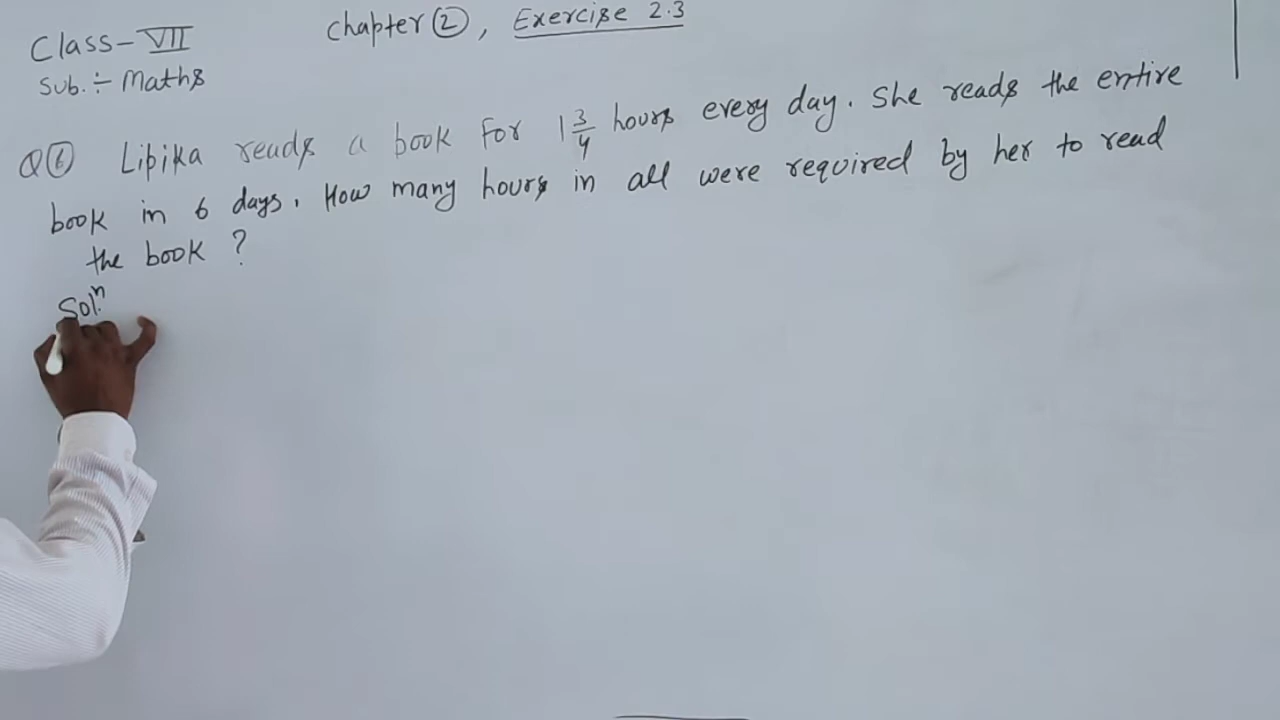 Class-VII
Chapter ②, Exercise 2.3
Sub. ÷ Maths
Q⑥ Lipika reads a book for 1 3/4 hours every day. She reads the entire
book in 6 days. How many hours in all were required by her to read
the book ?
Solⁿ